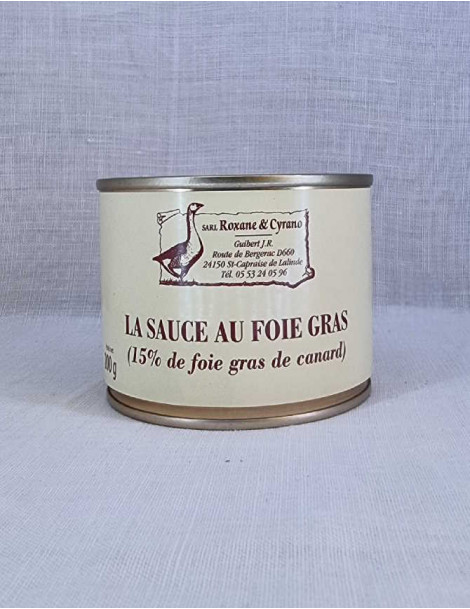 SARL Roxane & Cyrano
Guibert J.R.
Route de Bergerac D660
24150 St-Capraise de Lalinde
Tél. 05 53 24 05 96
LA SAUCE AU FOIE GRAS
(15% de foie gras de canard)